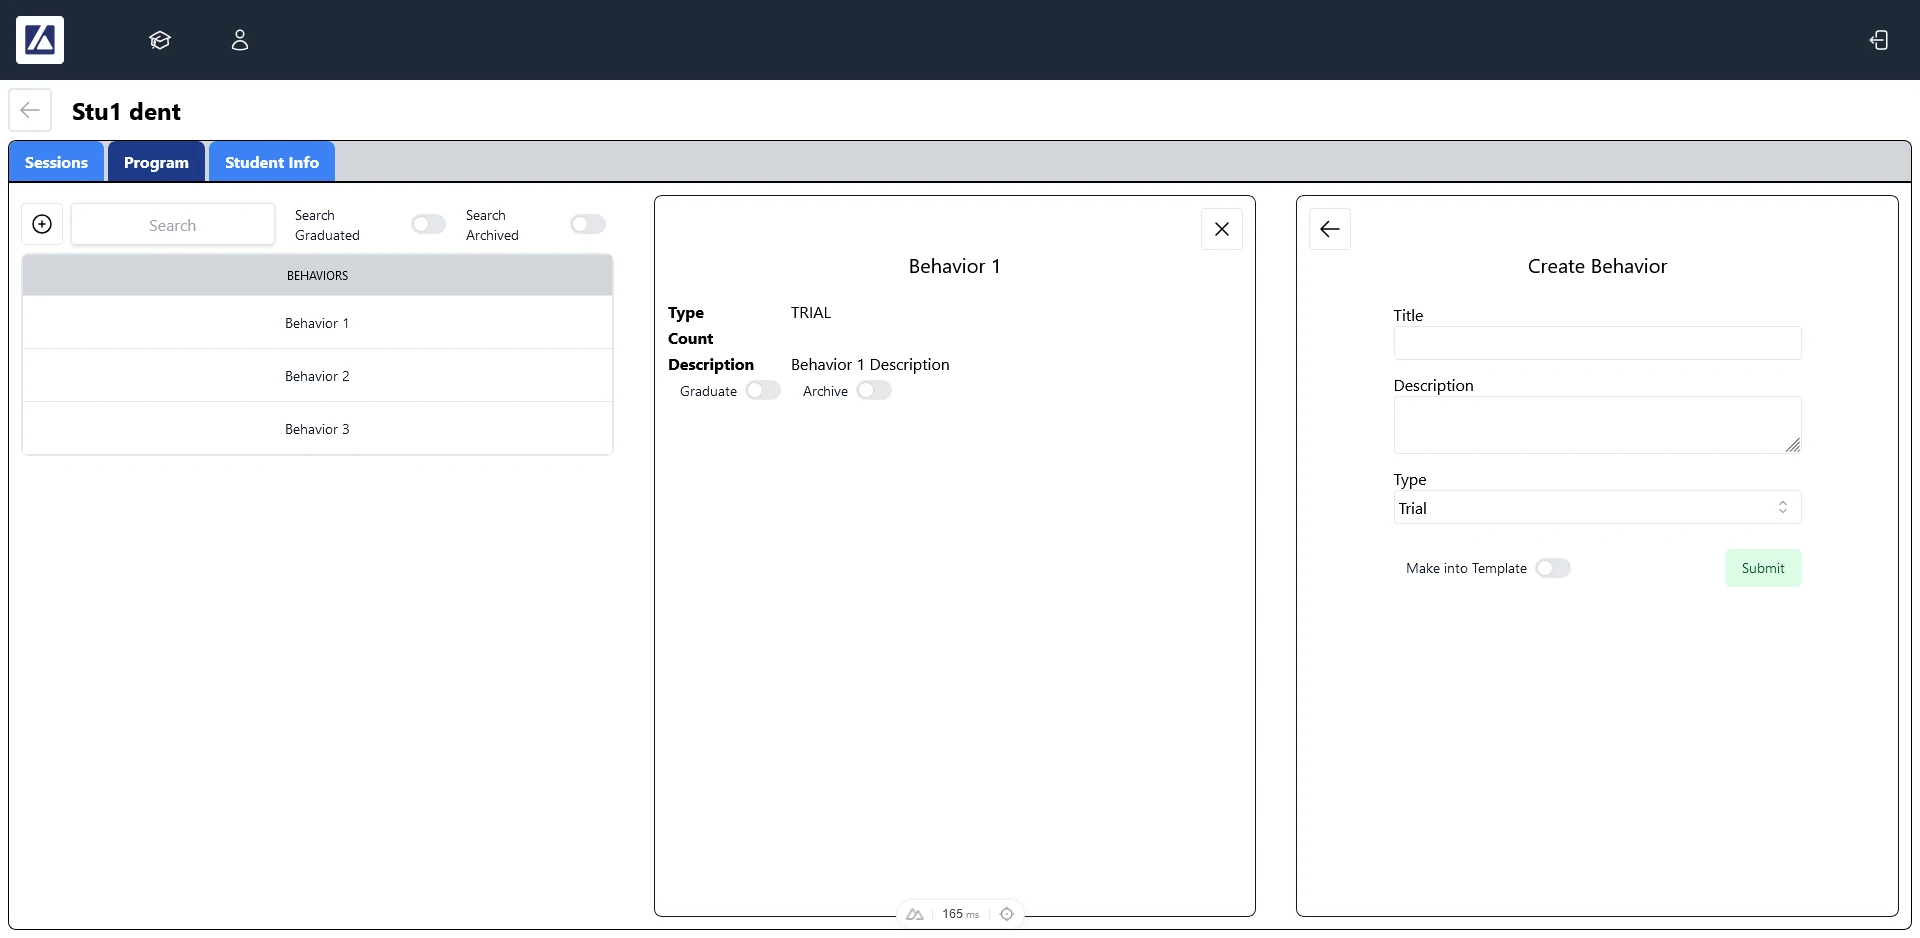 Stu1 dent
Sessions
Program
Student Info
Search
Search Graduated
Search Archived
BEHAVIORS
Behavior 1
Behavior 2
Behavior 3
Behavior 1
Type TRIAL
Count
Description Behavior 1 Description
Graduate
Archive
Create Behavior
Title
Description
Type
Trial
Make into Template
Submit
165 ms